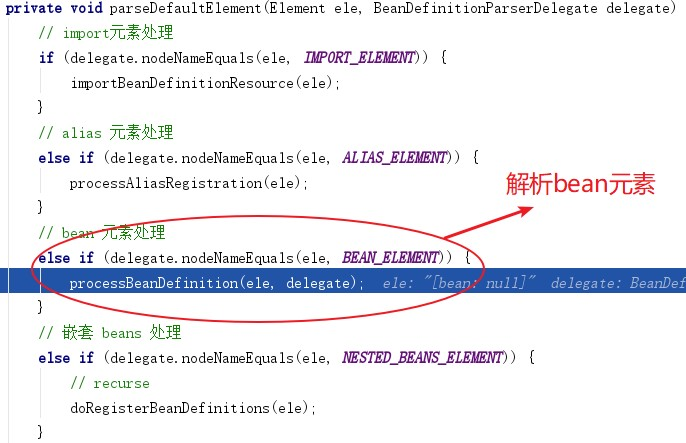 private void parseDefaultElement(Element ele, BeanDefinitionParserDelegate delegate)
// import元素处理
if (delegate.nodeNameEquals(ele, IMPORT_ELEMENT)) {
importBeanDefinitionResource(ele);
}
// alias 元素处理
else if (delegate.nodeNameEquals(ele, ALIAS_ELEMENT)) {
processAliasRegistration(ele);
}
解析bean元素
// bean 元素处理
else if (delegate.nodeNameEquals(ele, BEAN_ELEMENT)) {
processBeanDefinition(ele, delegate); ele: "[bean: null]" delegate: BeanDef
}
// 嵌套 beans 处理
else if (delegate.nodeNameEquals(ele, NESTED_BEANS_ELEMENT)) {
// recurse
doRegisterBeanDefinitions(ele);
}